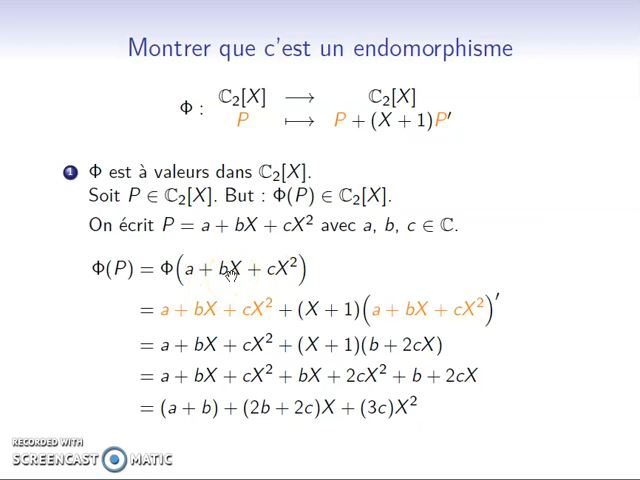 Montrer que c'est un endomorphisme
Φ : ℂ₂[X] ⟶ ℂ₂[X]
P ⟼ P + (X + 1)P′
1 Φ est à valeurs dans ℂ₂[X].
Soit P ∈ ℂ₂[X]. But : Φ(P) ∈ ℂ₂[X].
On écrit P = a + bX + cX² avec a, b, c ∈ ℂ.
Φ(P) = Φ(a + bX + cX²)
= a + bX + cX² + (X + 1)(a + bX + cX²)′
= a + bX + cX² + (X + 1)(b + 2cX)
= a + bX + cX² + bX + 2cX² + b + 2cX
= (a + b) + (2b + 2c)X + (3c)X²
RECORDED WITH
SCREENCAST MATIC